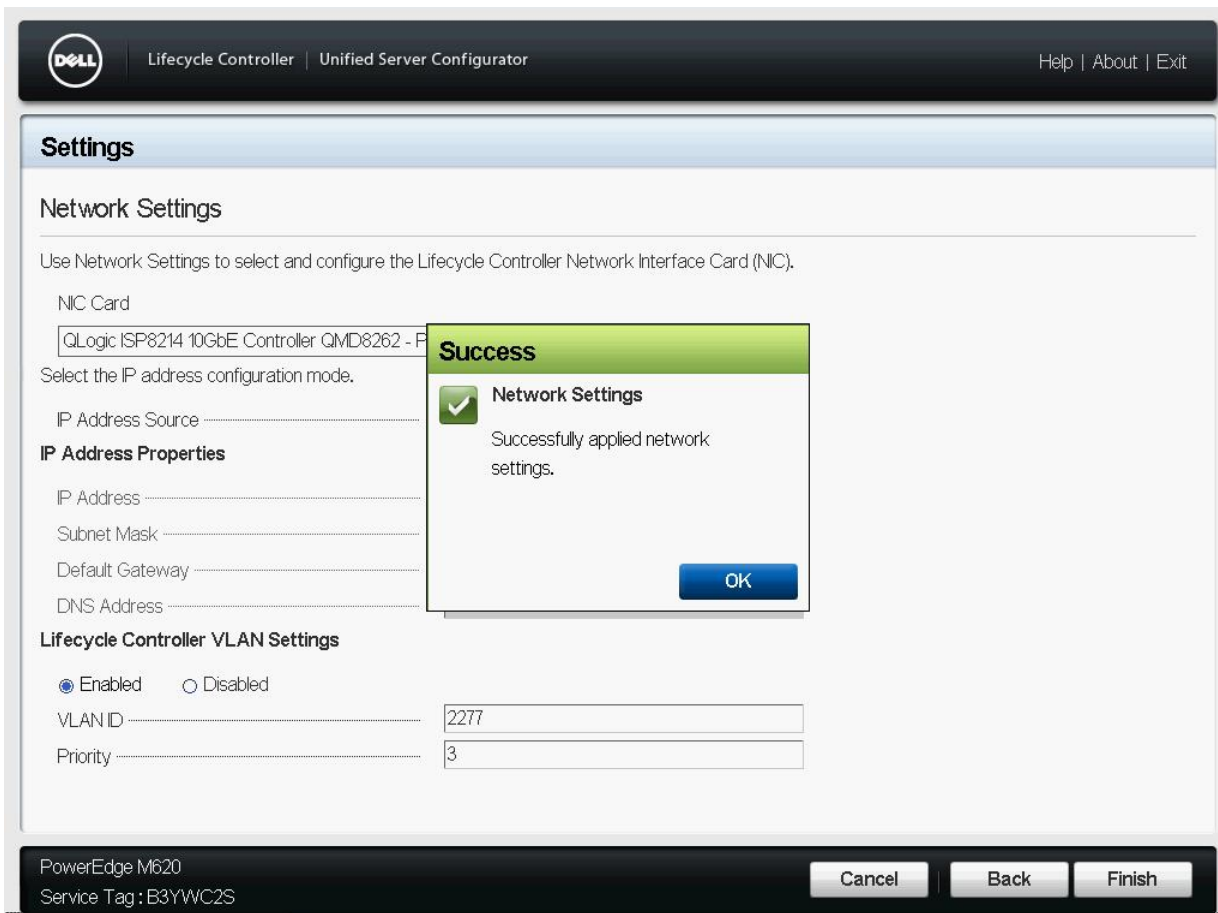 DELL
Lifecycle Controller | Unified Server Configurator
Help | About | Exit
Settings
Network Settings
Use Network Settings to select and configure the Lifecycle Controller Network Interface Card (NIC).
NIC Card
QLogic ISP8214 10GbE Controller QMD8262 - P
Select the IP address configuration mode.
IP Address Source
IP Address Properties
IP Address
Subnet Mask
Default Gateway
DNS Address
Success
Network Settings
Successfully applied network
settings.
OK
Lifecycle Controller VLAN Settings
Enabled Disabled
VLAN ID 2277
Priority 3
PowerEdge M620
Service Tag : B3YWC2S
Cancel Back Finish